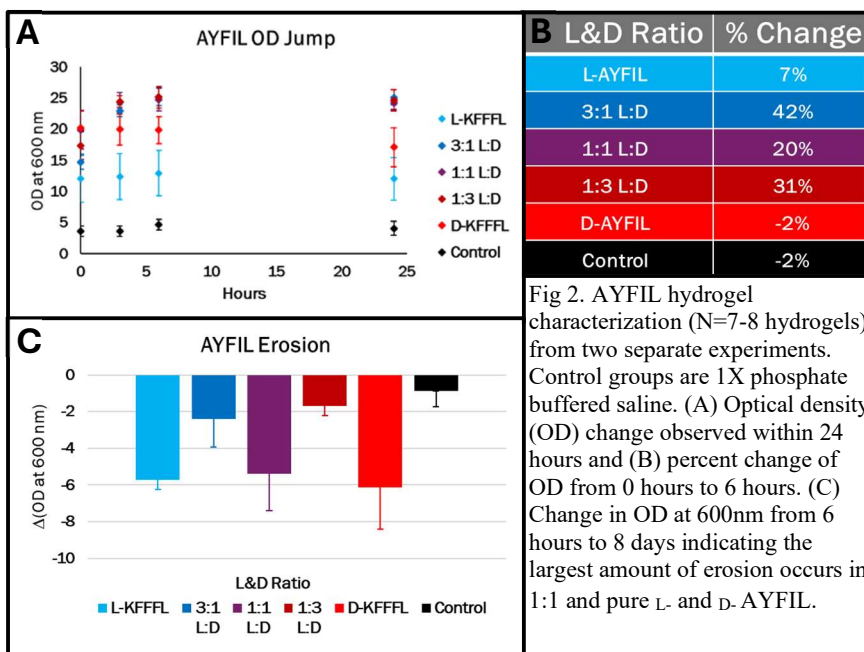 A
AYFIL OD Jump
30
25
20
15
10
5
0
OD at 600 nm
0
5
10
15
20
25
Hours
L-KFFFL
3:1 L:D
1:1 L:D
1:3 L:D
D-KFFFL
Control
B
L&D Ratio % Change
L-AYFIL 7%
3:1 L:D 42%
1:1 L:D 20%
1:3 L:D 31%
D-AYFIL -2%
Control -2%
Fig 2. AYFIL hydrogel
characterization (N=7-8 hydrogels)
from two separate experiments.
Control groups are 1X phosphate
buffered saline. (A) Optical density
(OD) change observed within 24
hours and (B) percent change of
OD from 0 hours to 6 hours. (C)
Change in OD at 600nm from 6
hours to 8 days indicating the
largest amount of erosion occurs in
1:1 and pure L- and D- AYFIL.
C
AYFIL Erosion
0
-2
-4
-6
-8
-10
Δ(OD at 600 nm)
L&D Ratio
L-KFFFL
3:1
L:D
1:1
L:D
1:3
L:D
D-KFFFL
Control